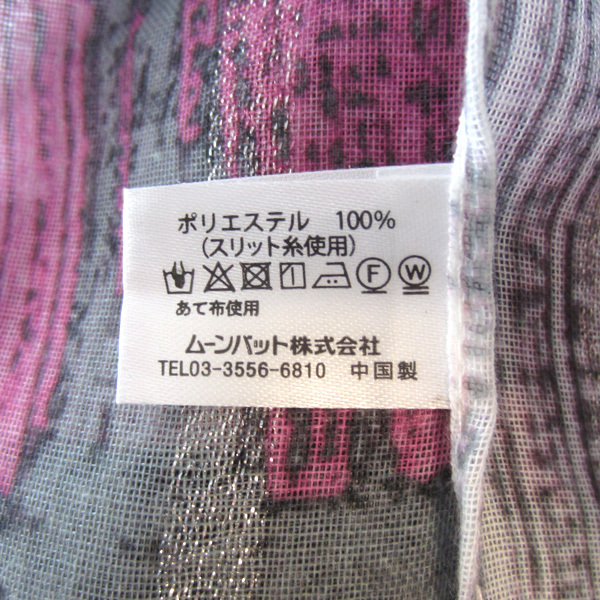 ポリエステル 100%
(スリット糸使用)
F W
あて布使用
ムーンバット株式会社
TEL03-3556-6810 中国製